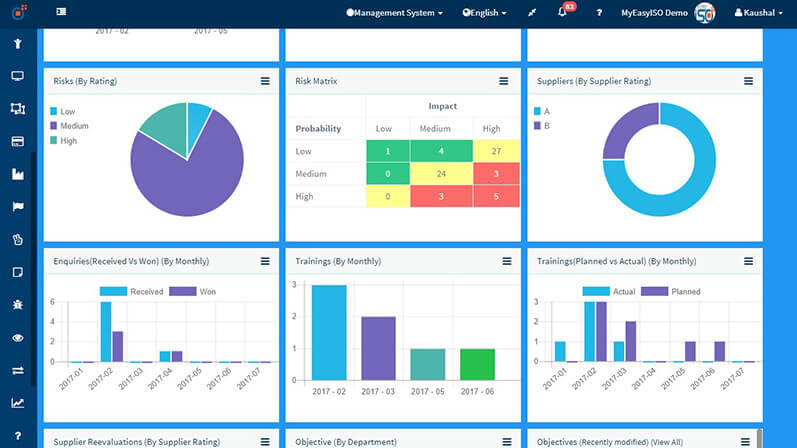 Management System
English
63
?
MyEasyISO Demo
Kaushal
2017 - 02
2017 - 05
Risks (By Rating)
Low
Medium
High
Risk Matrix
Impact
Probability Low Medium High
Low 1 4 27
Medium 0 24 3
High 0 3 5
Suppliers (By Supplier Rating)
A
B
Enquiries(Received Vs Won) (By Monthly)
Received Won
6
4
2
0
2017-01 2017-02 2017-03 2017-04 2017-05 2017-06 2017-07
Trainings (By Monthly)
3
2
1
0
2017 - 02 2017 - 03 2017 - 05 2017 - 06
Trainings(Planned vs Actual) (By Monthly)
Actual Planned
3
2
1
0
2017-01 2017-02 2017-03 2017-04 2017-05 2017-06 2017-07
?
Supplier Reevaluations (By Supplier Rating)
Objective (By Department)
Objectives (Recently modified) (View All)